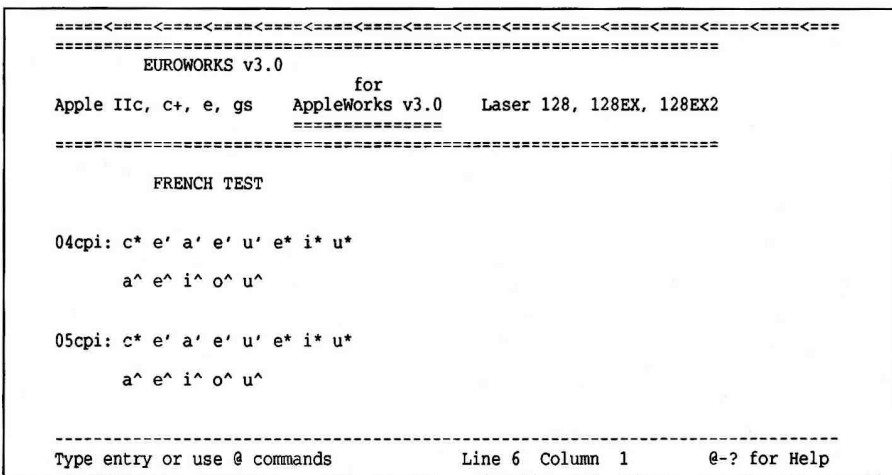 =====<====<====<====<====<====<====<====<====<====<====<====<====<====<====<===
====================================================================
EUROWORKS v3.0
for
Apple IIc, c+, e, gs    AppleWorks v3.0    Laser 128, 128EX, 128EX2
===============
====================================================================
FRENCH TEST
04cpi: c* e' a' e' u' e* i* u*
a^ e^ i^ o^ u^
05cpi: c* e' a' e' u' e* i* u*
a^ e^ i^ o^ u^
--------------------------------------------------------------------------------
Type entry or use @ commands    Line 6  Column  1    @-? for Help